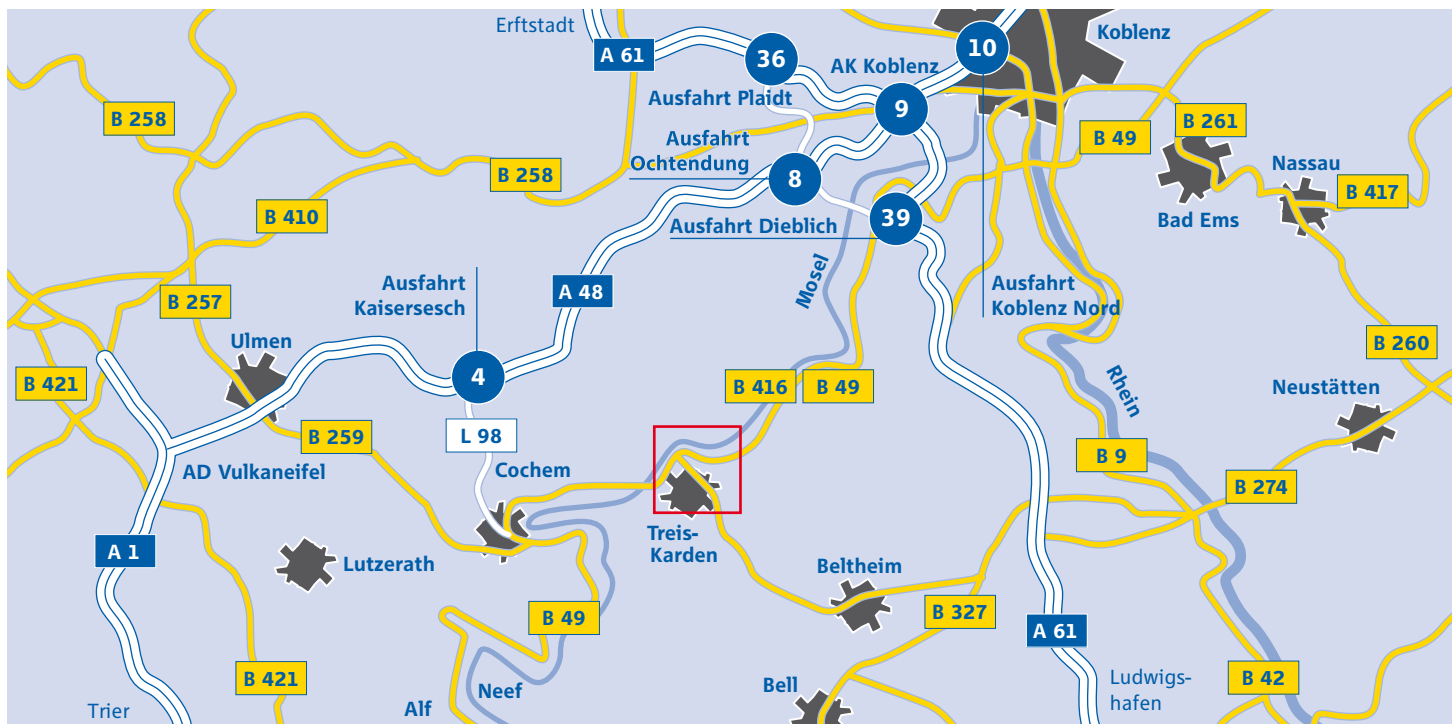 Erftstadt
A 61
36
AK Koblenz
10
Koblenz
Ausfahrt Plaidt
9
B 258
Ausfahrt
Ochtendung
B 261
B 49
Nassau
B 258
8
B 417
B 410
39
Bad Ems
Ausfahrt Dieblich
Mosel
Ausfahrt
Kaisersesch
A 48
Ausfahrt
Koblenz Nord
B 257
Ulmen
B 260
4
B 421
B 416
B 49
Rhein
Neustätten
B 259
L 98
B 9
AD Vulkaneifel
Cochem
B 274
Treis-
Karden
A 1
Lutzerath
Beltheim
B 49
B 327
A 61
B 421
Neef
Bell
Ludwigs-
hafen
B 42
Trier
Alf